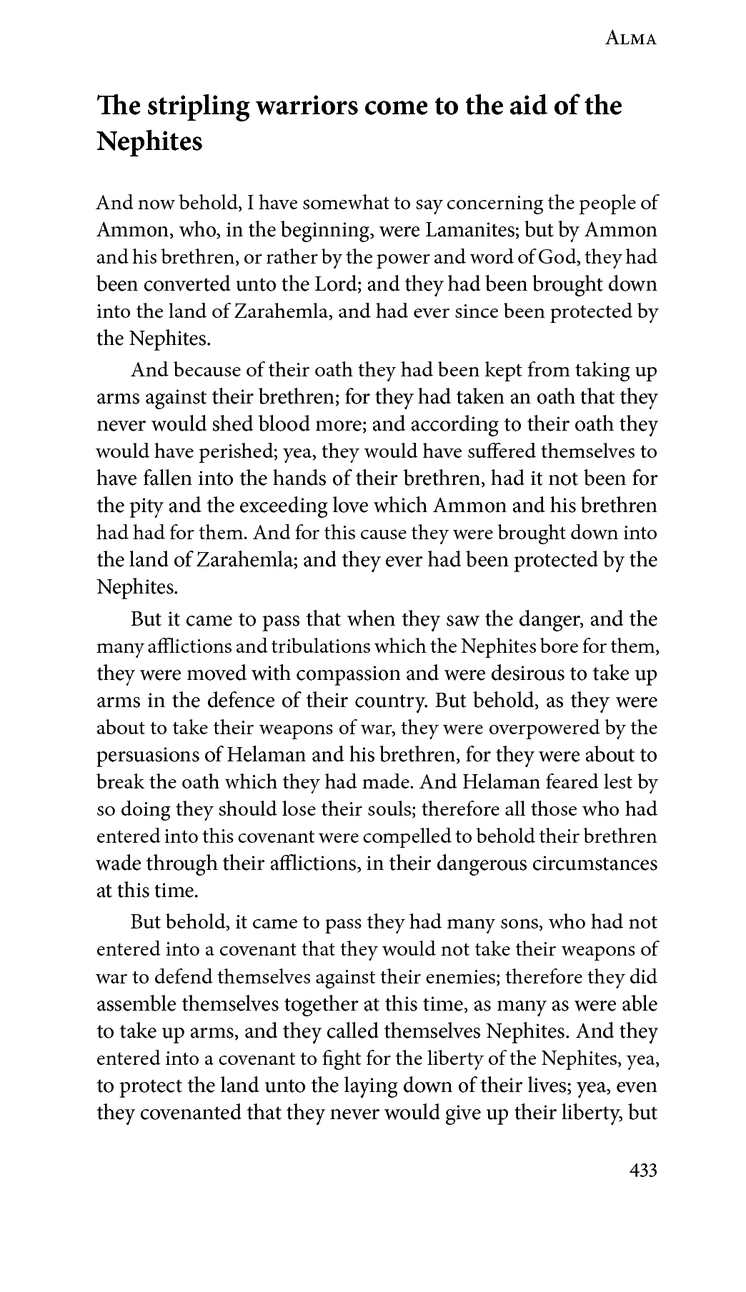 Alma
The stripling warriors come to the aid of the
Nephites
And now behold, I have somewhat to say concerning the people of
Ammon, who, in the beginning, were Lamanites; but by Ammon
and his brethren, or rather by the power and word of God, they had
been converted unto the Lord; and they had been brought down
into the land of Zarahemla, and had ever since been protected by
the Nephites.
And because of their oath they had been kept from taking up
arms against their brethren; for they had taken an oath that they
never would shed blood more; and according to their oath they
would have perished; yea, they would have suffered themselves to
have fallen into the hands of their brethren, had it not been for
the pity and the exceeding love which Ammon and his brethren
had had for them. And for this cause they were brought down into
the land of Zarahemla; and they ever had been protected by the
Nephites.
But it came to pass that when they saw the danger, and the
many afflictions and tribulations which the Nephites bore for them,
they were moved with compassion and were desirous to take up
arms in the defence of their country. But behold, as they were
about to take their weapons of war, they were overpowered by the
persuasions of Helaman and his brethren, for they were about to
break the oath which they had made. And Helaman feared lest by
so doing they should lose their souls; therefore all those who had
entered into this covenant were compelled to behold their brethren
wade through their afflictions, in their dangerous circumstances
at this time.
But behold, it came to pass they had many sons, who had not
entered into a covenant that they would not take their weapons of
war to defend themselves against their enemies; therefore they did
assemble themselves together at this time, as many as were able
to take up arms, and they called themselves Nephites. And they
entered into a covenant to fight for the liberty of the Nephites, yea,
to protect the land unto the laying down of their lives; yea, even
they covenanted that they never would give up their liberty, but
433